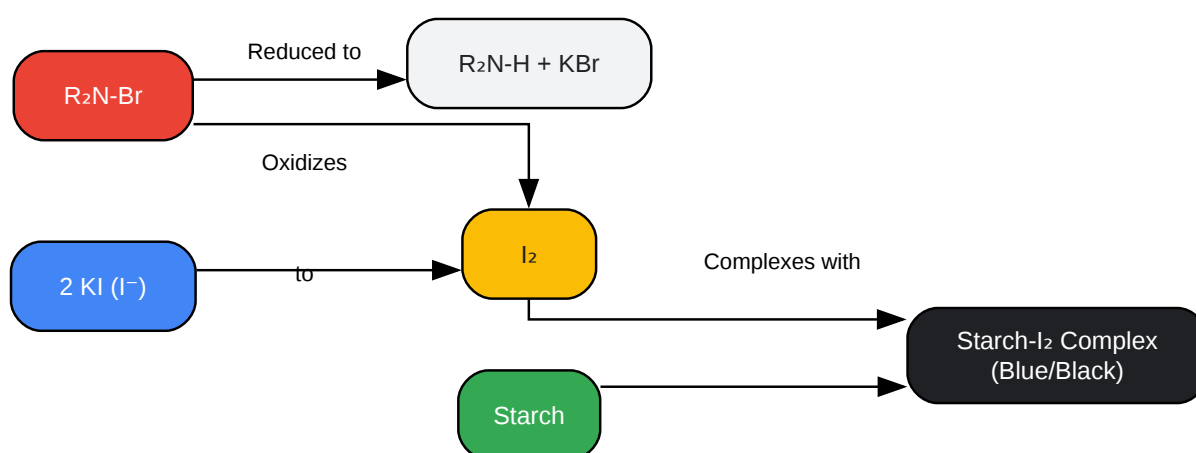 Reduced to
R₂N-H + KBr
R₂N-Br
Oxidizes
I₂
Complexes with
2 KI (I⁻)
to
Starch-I₂ Complex
(Blue/Black)
Starch